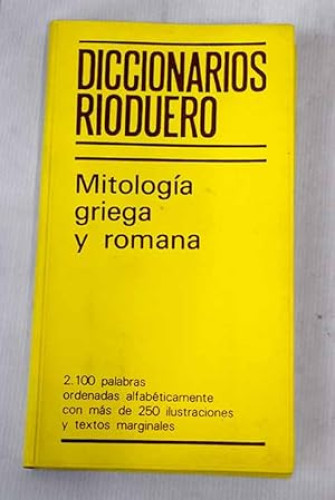 DICCIONARIOS
RIODUERO
Mitología
griega
y romana
2.100 palabras
ordenadas alfabéticamente
con más de 250 ilustraciones
y textos marginales